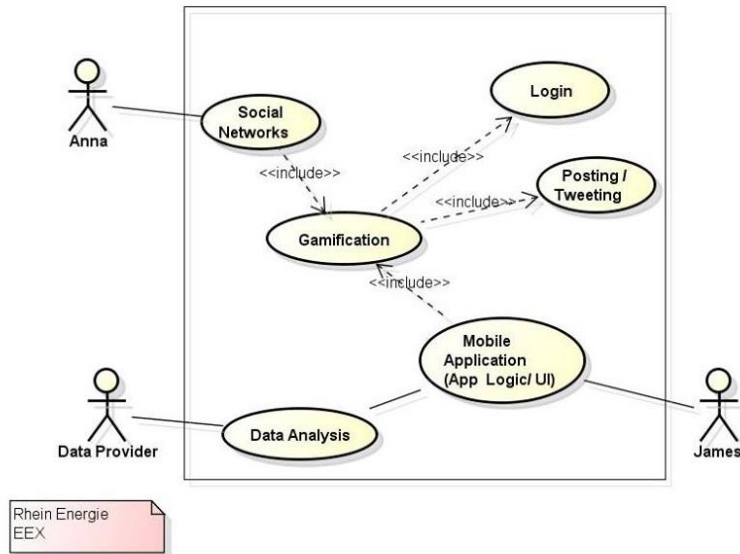 Anna
Social
Networks
Login
<<include>>
<<include>>
Posting /
Tweeting
<<include>>
Gamification
<<include>>
Mobile
Application
(App Logic/ UI)
Data Analysis
Data Provider
James
Rhein Energie
EEX